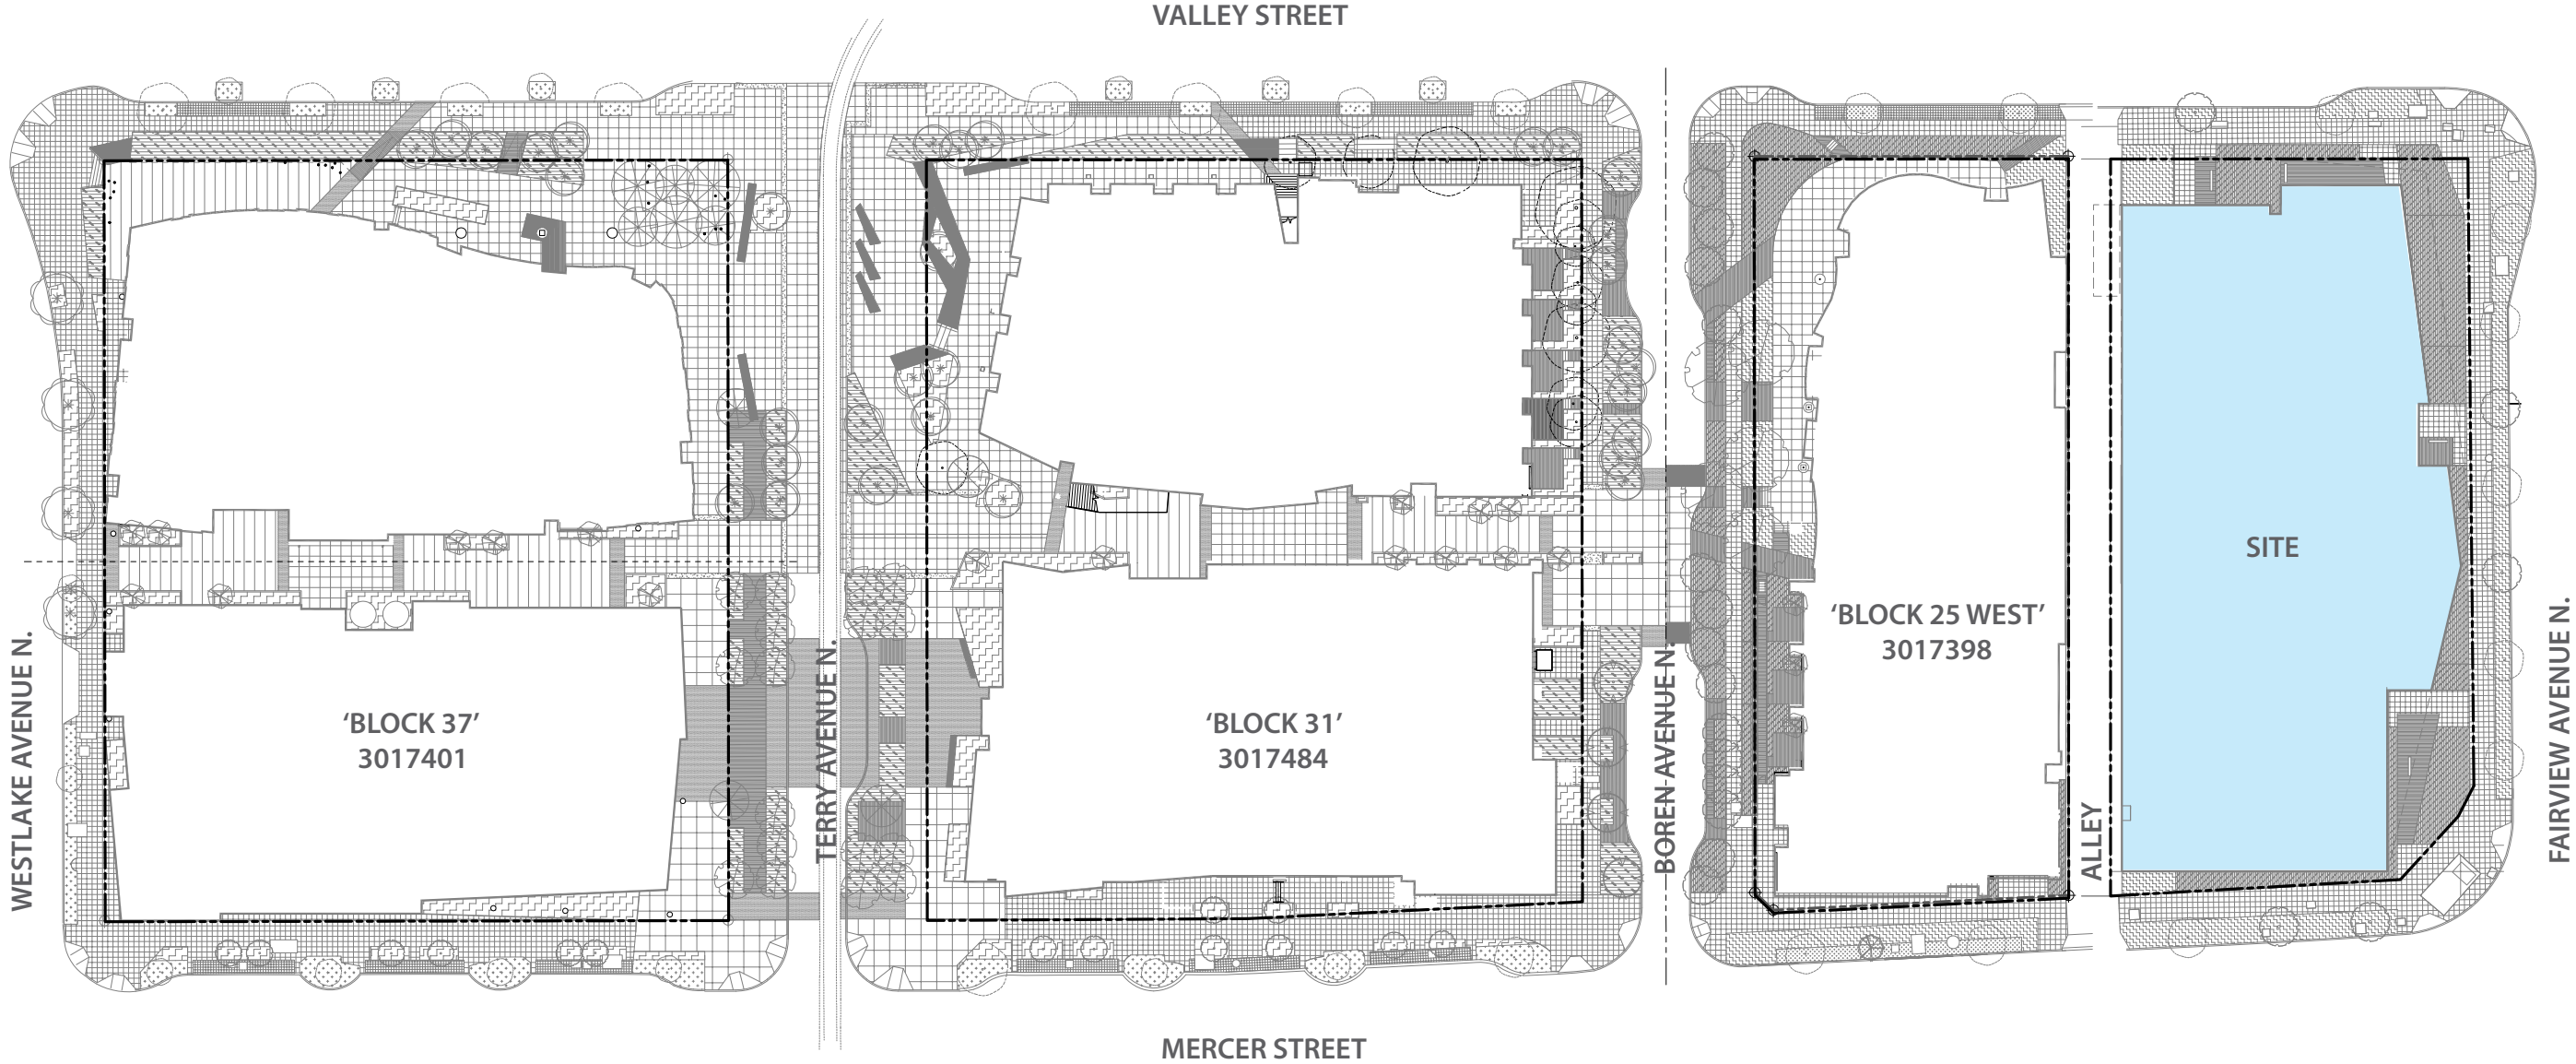 VALLEY STREET
WESTLAKE AVENUE N.
‘BLOCK 37’
3017401
TERRY AVENUE N.
‘BLOCK 31’
3017484
BOREN AVENUE N.
‘BLOCK 25 WEST’
3017398
ALLEY
SITE
FAIRVIEW AVENUE N.
MERCER STREET